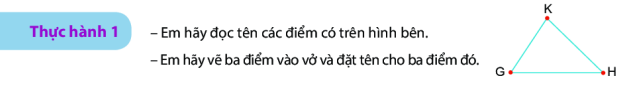 Thực hành 1
– Em hãy đọc tên các điểm có trên hình bên.
– Em hãy vẽ ba điểm vào vở và đặt tên cho ba điểm đó.
K
G
H